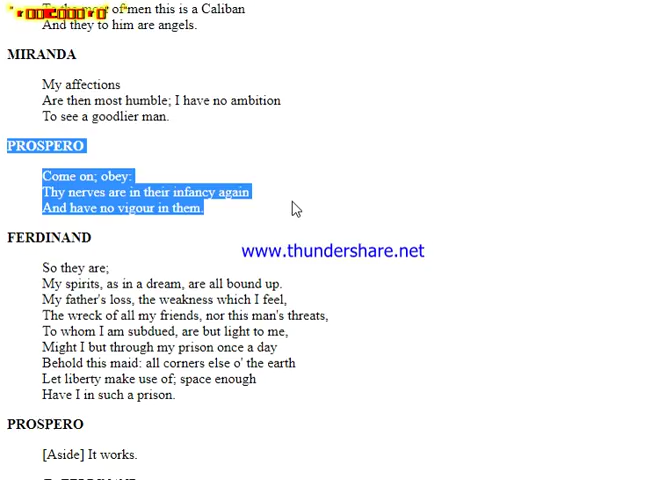 To the most of men this is a Caliban
And they to him are angels.
MIRANDA
My affections
Are then most humble; I have no ambition
To see a goodlier man.
PROSPERO
Come on; obey:
Thy nerves are in their infancy again
And have no vigour in them.
www.thundershare.net
FERDINAND
So they are;
My spirits, as in a dream, are all bound up.
My father's loss, the weakness which I feel,
The wreck of all my friends, nor this man's threats,
To whom I am subdued, are but light to me,
Might I but through my prison once a day
Behold this maid: all corners else o' the earth
Let liberty make use of; space enough
Have I in such a prison.
PROSPERO
[Aside] It works.